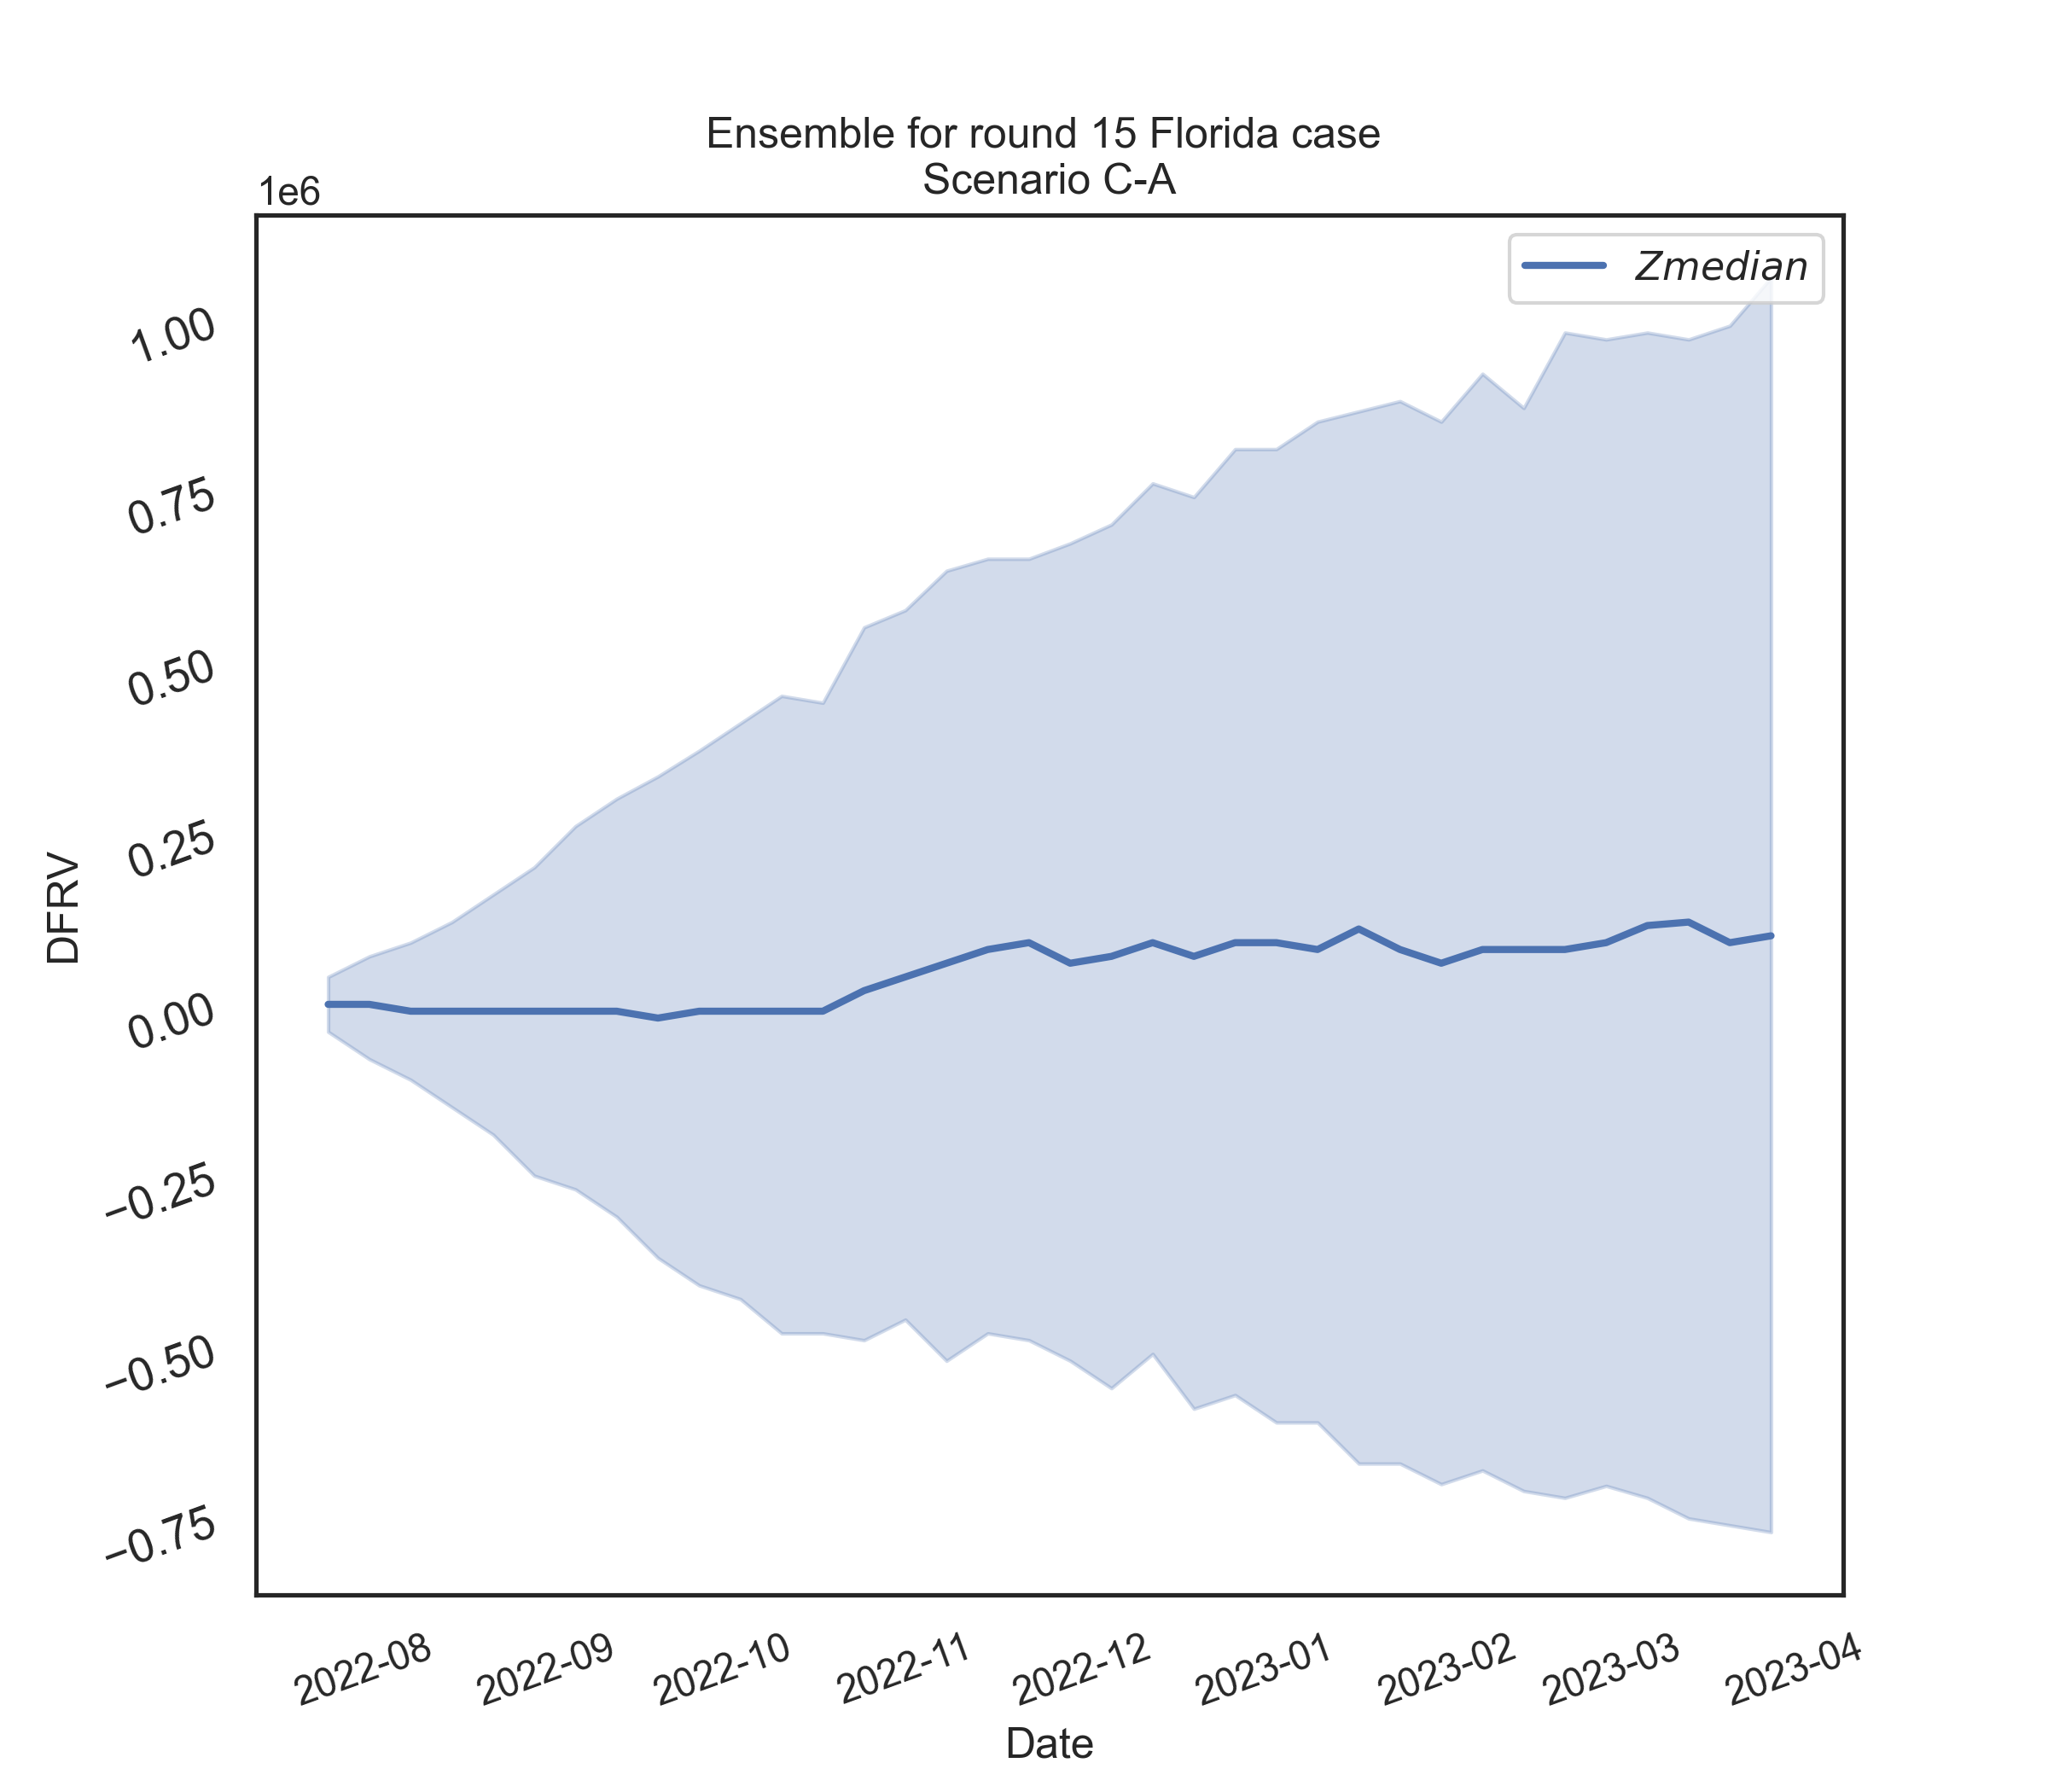 Ensemble for round 15 Florida case
Scenario C-A
1e6
Zmedian
1.00
0.75
0.50
0.25
0.00
−0.25
−0.50
−0.75
DFRV
2022-08 2022-09 2022-10 2022-11 2022-12 2023-01 2023-02 2023-03 2023-04
Date